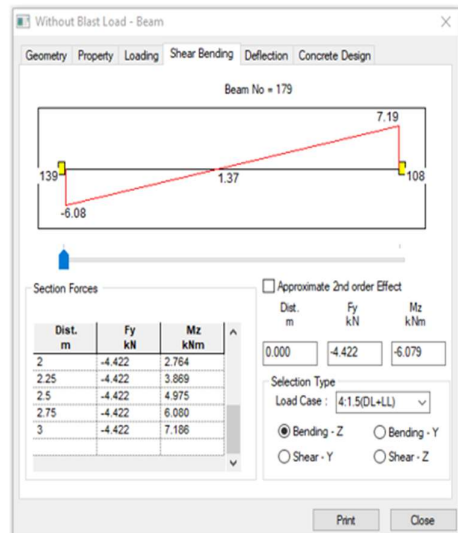 Without Blast Load - Beam
Geometry Property Loading Shear Bending Deflection Concrete Design
Beam No = 179
7.19
139 1.37 108
-6.08
Section Forces
Approximate 2nd order Effect
Dist. Fy Mz
m kN kNm
0.000 -4.422 -6.079
Dist. Fy Mz
m kN kNm
2 -4.422 2.764
2.25 -4.422 3.869
2.5 -4.422 4.975
2.75 -4.422 6.080
3 -4.422 7.186
Selection Type
Load Case : 4:1.5(DL+LL)
Bending - Z Bending - Y
Shear - Y Shear - Z
Print Close